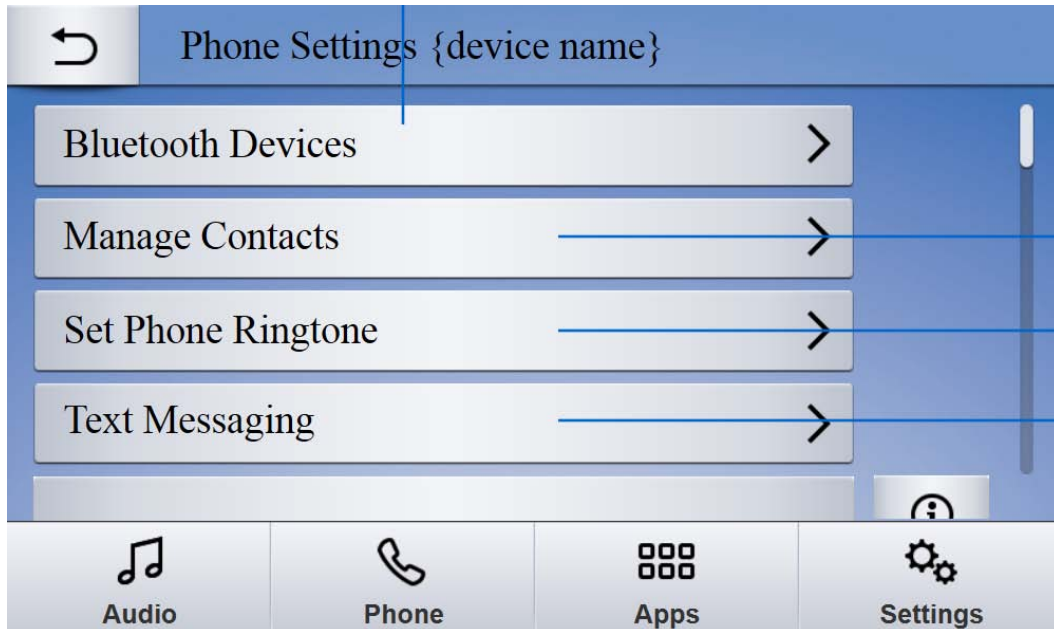 Phone Settings {device name}
Bluetooth Devices
Manage Contacts
Set Phone Ringtone
Text Messaging
Audio Phone Apps Settings